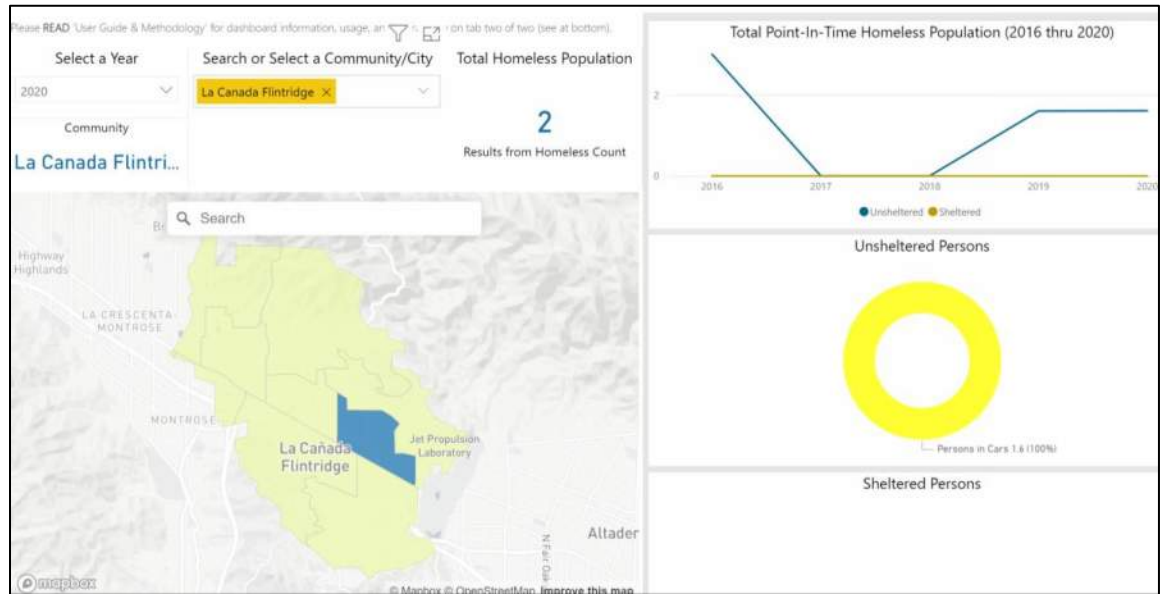 Please READ 'User Guide & Methodology' for dashboard information, usage, an on tab two of two (see at bottom).
Select a Year
2020
Community
La Canada Flintri...
Search or Select a Community/City
La Canada Flintridge ×
Total Homeless Population
2
Results from Homeless Count
Search
Highway
Highlands
LA CRESCENTA-
MONTROSE
MONTROSE
La Cañada
Flintridge
Jet Propulsion
Laboratory
Altader
N Fair Oak
mapbox
© Mapbox © OpenStreetMap Improve this map
Total Point-In-Time Homeless Population (2016 thru 2020)
2
0
2016 2017 2018 2019 2020
Unsheltered Sheltered
Unsheltered Persons
Persons in Cars 1.6 (100%)
Sheltered Persons